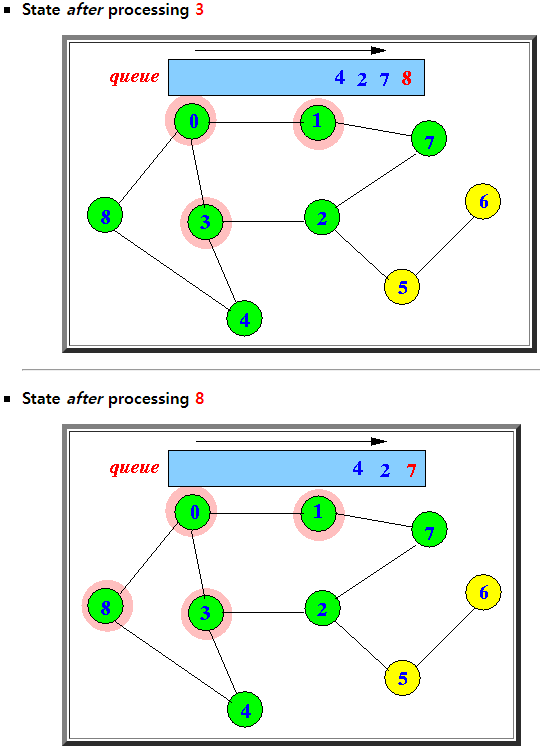 State after processing 3
queue 4 2 7 8
0 1
7
6
8 3 2
5
4
State after processing 8
queue 4 2 7
0 1
7
6
8 3 2
5
4